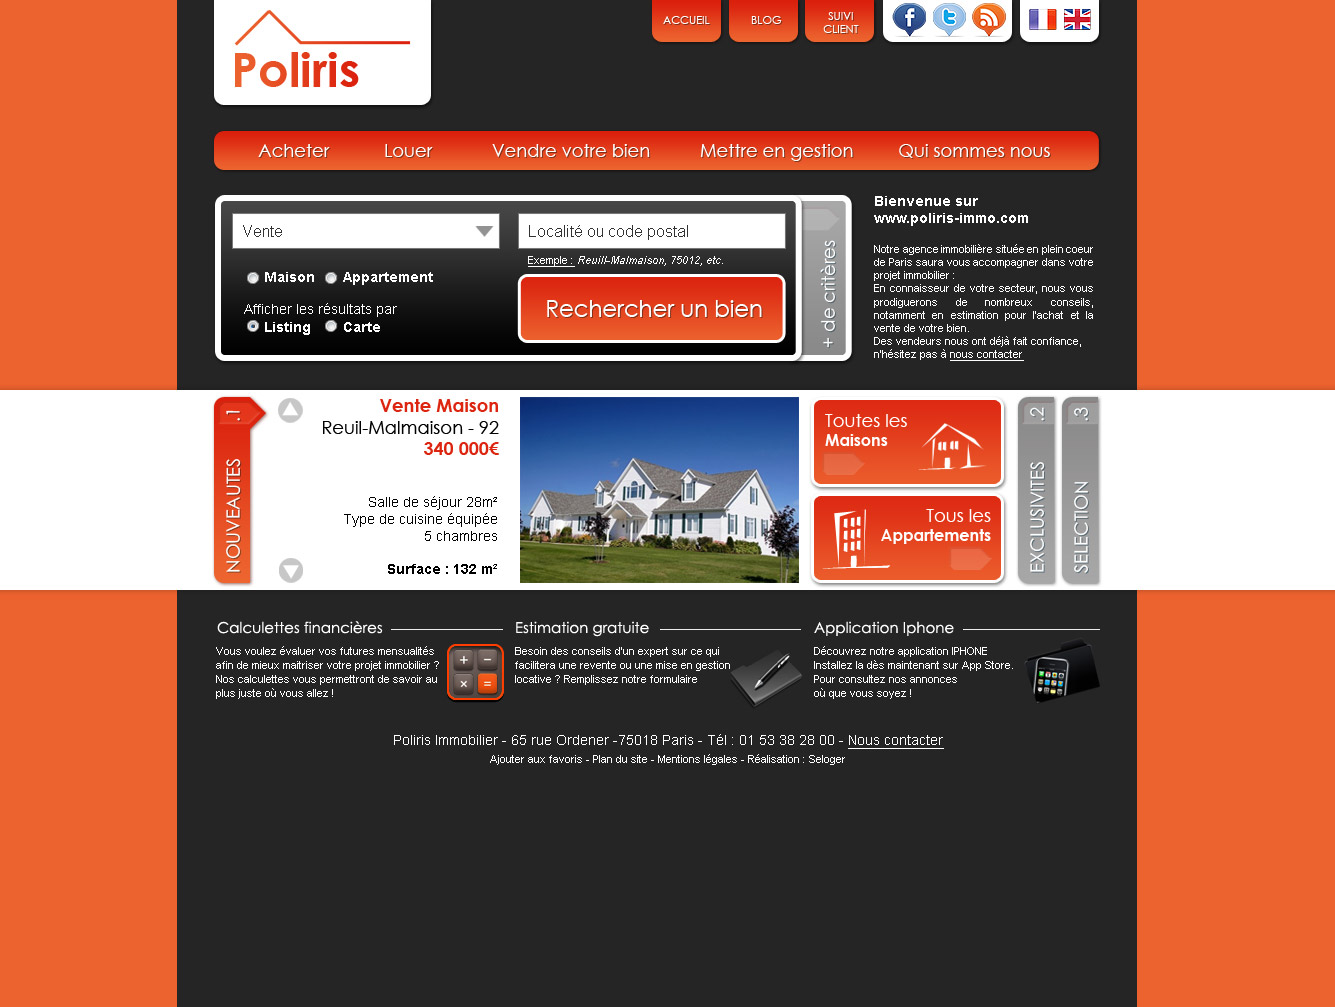 Poliris
ACCUEIL
BLOG
SUIVI
CLIENT
Acheter
Louer
Vendre votre bien
Mettre en gestion
Qui sommes nous
Vente
Localité ou code postal
Exemple : Reuill-Malmaison, 75012, etc.
Maison
Appartement
Afficher les résultats par
Listing
Carte
Rechercher un bien
+ de critères
Bienvenue sur
www.poliris-immo.com
Notre agence immobilière située en plein coeur
de Paris saura vous accompagner dans votre
projet immobilier :
En connaisseur de votre secteur, nous vous
prodiguerons de nombreux conseils,
notamment en estimation pour l'achat et la
vente de votre bien.
Des vendeurs nous ont déjà fait confiance,
n'hésitez pas à nous contacter
NOUVEAUTES .1
Vente Maison
Reuil-Malmaison - 92
340 000€
Salle de séjour 28m²
Type de cuisine équipée
5 chambres
Surface : 132 m²
Toutes les
Maisons
Tous les
Appartements
EXCLUSIVITES .2
SELECTION .3
Calculettes financières
Vous voulez évaluer vos futures mensualités
afin de mieux maitriser votre projet immobilier ?
Nos calculettes vous permettront de savoir au
plus juste où vous allez !
+ −
× =
Estimation gratuite
Besoin des conseils d'un expert sur ce qui
facilitera une revente ou une mise en gestion
locative ? Remplissez notre formulaire
Application Iphone
Découvrez notre application IPHONE
Installez la dès maintenant sur App Store.
Pour consultez nos annonces
où que vous soyez !
Poliris Immobilier - 65 rue Ordener -75018 Paris - Tél : 01 53 38 28 00 - Nous contacter
Ajouter aux favoris - Plan du site - Mentions légales - Réalisation : Seloger